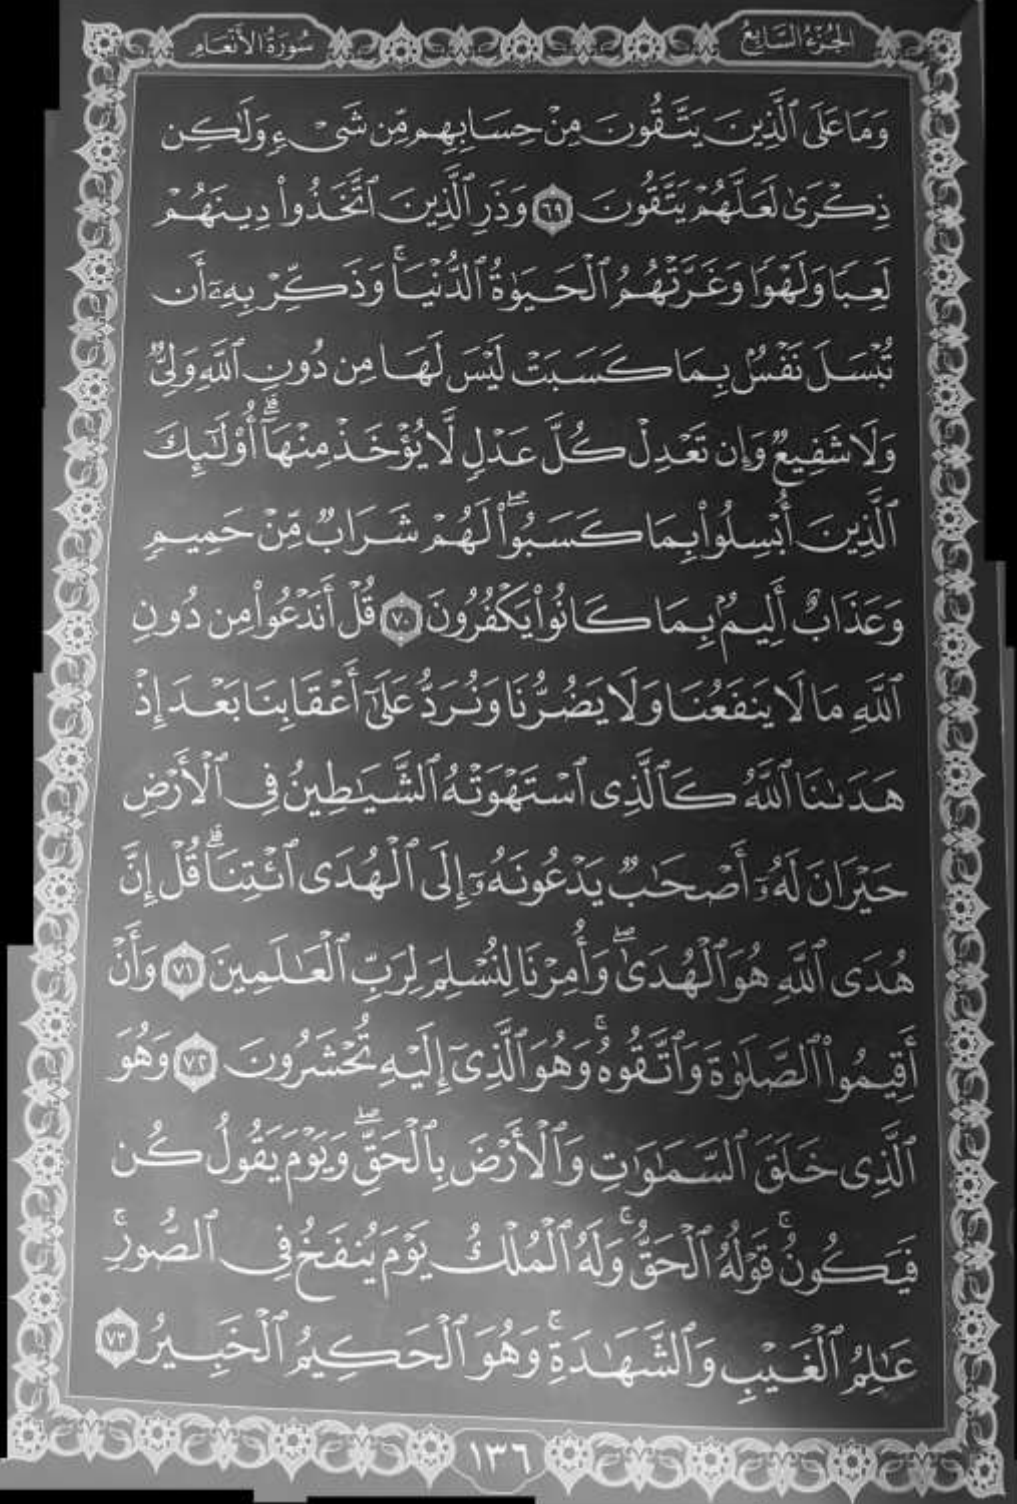 الجزء السابع
سورة الأنعام
وَمَا عَلَى ٱلَّذِينَ يَتَّقُونَ مِنْ حِسَابِهِم مِّن شَىْءٍ وَلَٰكِن
ذِكْرَىٰ لَعَلَّهُمْ يَتَّقُونَ ٦٩ وَذَرِ ٱلَّذِينَ ٱتَّخَذُوا۟ دِينَهُمْ
لَعِبًا وَلَهْوًا وَغَرَّتْهُمُ ٱلْحَيَوٰةُ ٱلدُّنْيَا ۚ وَذَكِّرْ بِهِۦٓ أَن
تُبْسَلَ نَفْسٌۢ بِمَا كَسَبَتْ لَيْسَ لَهَا مِن دُونِ ٱللَّهِ وَلِىٌّ
وَلَا شَفِيعٌ وَإِن تَعْدِلْ كُلَّ عَدْلٍ لَّا يُؤْخَذْ مِنْهَآ ۗ أُو۟لَٰٓئِكَ
ٱلَّذِينَ أُبْسِلُوا۟ بِمَا كَسَبُوا۟ ۖ لَهُمْ شَرَابٌ مِّنْ حَمِيمٍ
وَعَذَابٌ أَلِيمٌۢ بِمَا كَانُوا۟ يَكْفُرُونَ ٧٠ قُلْ أَنَدْعُوا۟ مِن دُونِ
ٱللَّهِ مَا لَا يَنفَعُنَا وَلَا يَضُرُّنَا وَنُرَدُّ عَلَىٰٓ أَعْقَابِنَا بَعْدَ إِذْ
هَدَىٰنَا ٱللَّهُ كَٱلَّذِى ٱسْتَهْوَتْهُ ٱلشَّيَٰطِينُ فِى ٱلْأَرْضِ
حَيْرَانَ لَهُۥٓ أَصْحَٰبٌ يَدْعُونَهُۥٓ إِلَى ٱلْهُدَى ٱئْتِنَا ۗ قُلْ إِنَّ
هُدَى ٱللَّهِ هُوَ ٱلْهُدَىٰ ۖ وَأُمِرْنَا لِنُسْلِمَ لِرَبِّ ٱلْعَٰلَمِينَ ٧١ وَأَنْ
أَقِيمُوا۟ ٱلصَّلَوٰةَ وَٱتَّقُوهُ ۚ وَهُوَ ٱلَّذِىٓ إِلَيْهِ تُحْشَرُونَ ٧٢ وَهُوَ
ٱلَّذِى خَلَقَ ٱلسَّمَٰوَٰتِ وَٱلْأَرْضَ بِٱلْحَقِّ ۖ وَيَوْمَ يَقُولُ كُن
فَيَكُونُ ۚ قَوْلُهُ ٱلْحَقُّ ۚ وَلَهُ ٱلْمُلْكُ يَوْمَ يُنفَخُ فِى ٱلصُّورِ ۚ
عَٰلِمُ ٱلْغَيْبِ وَٱلشَّهَٰدَةِ ۚ وَهُوَ ٱلْحَكِيمُ ٱلْخَبِيرُ ٧٣
١٣٦